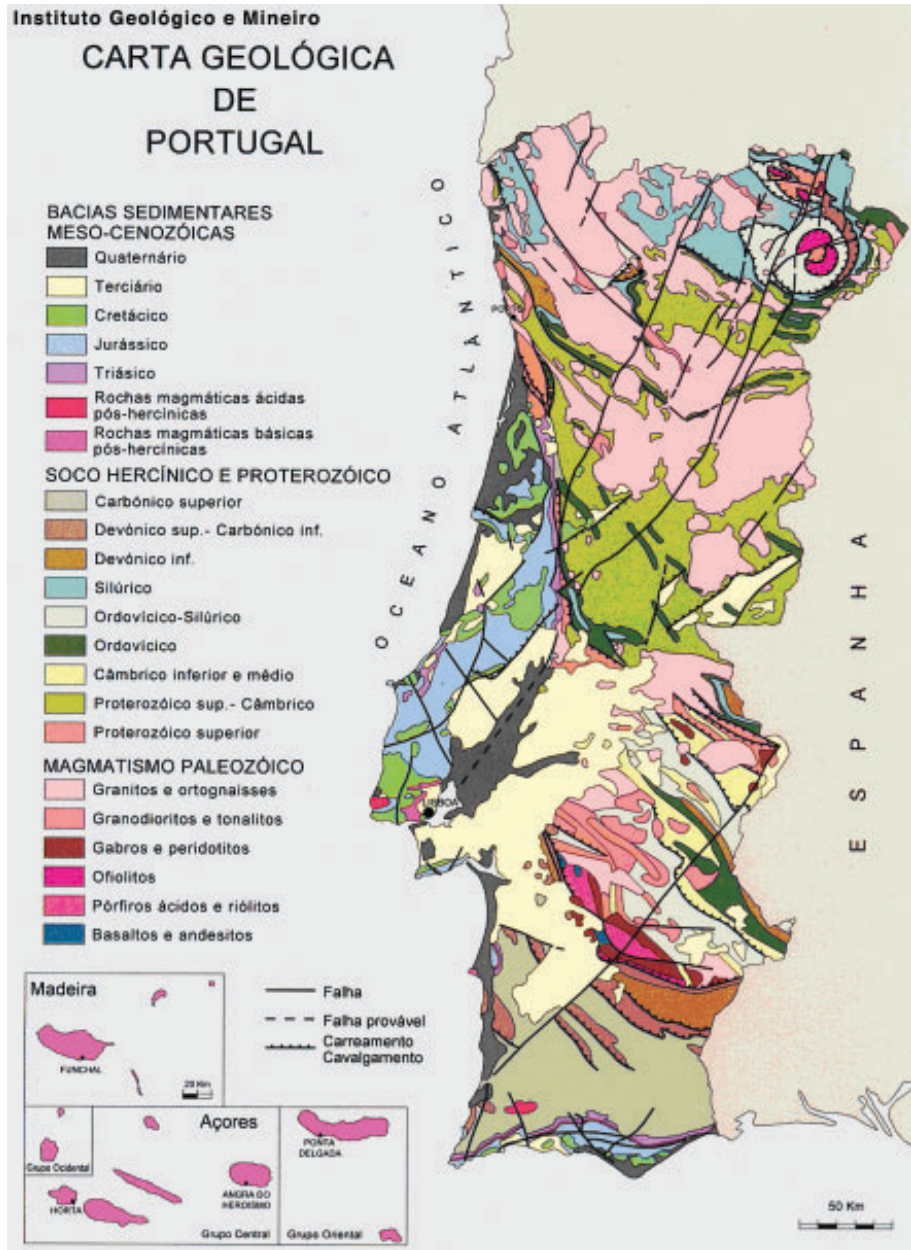 Instituto Geológico e Mineiro
CARTA GEOLÓGICA
DE
PORTUGAL
BACIAS SEDIMENTARES
MESO-CENOZÓICAS
Quaternário
Terciário
Cretácico
Jurássico
Triásico
Rochas magmáticas ácidas
pós-hercínicas
Rochas magmáticas básicas
pós-hercínicas
SOCO HERCÍNICO E PROTEROZÓICO
Carbónico superior
Devónico sup.- Carbónico inf.
Devónico inf.
Silúrico
Ordovícico-Silúrico
Ordovícico
Câmbrico inferior e médio
Proterozóico sup.- Câmbrico
Proterozóico superior
MAGMATISMO PALEOZÓICO
Granitos e ortognaisses
Granodioritos e tonalitos
Gabros e peridotitos
Ofiolitos
Pórfiros ácidos e riólitos
Basaltos e andesitos
OCEANO ATLÂNTICO
LISBOA
ESPANHA
Falha
Falha provável
Carreamento
Cavalgamento
Madeira
FUNCHAL
20 Km
Açores
Grupo Ocidental
HORTA
ANGRA DO
HEROISMO
Grupo Central
PONTA
DELGADA
Grupo Oriental
50 Km